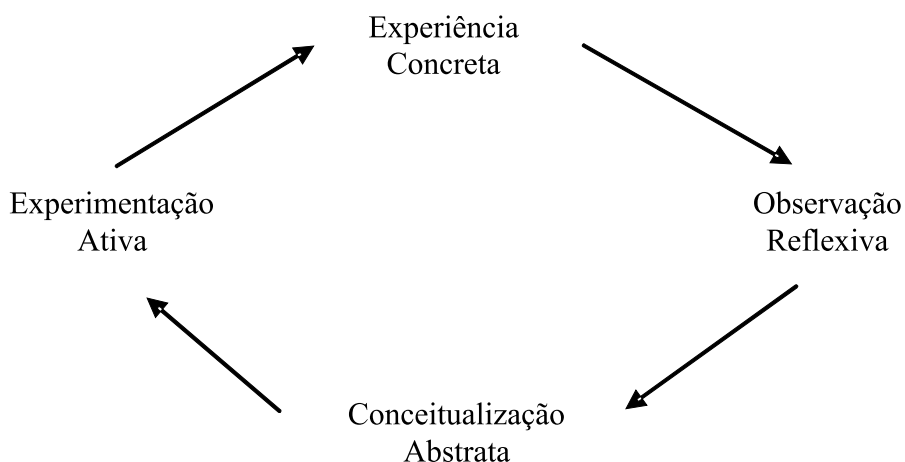 Experiência
Concreta
Experimentação
Ativa
Observação
Reflexiva
Conceitualização
Abstrata